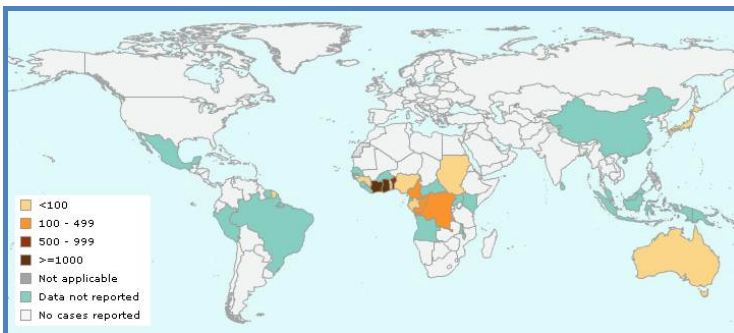 <100
100 - 499
500 - 999
>=1000
Not applicable
Data not reported
No cases reported